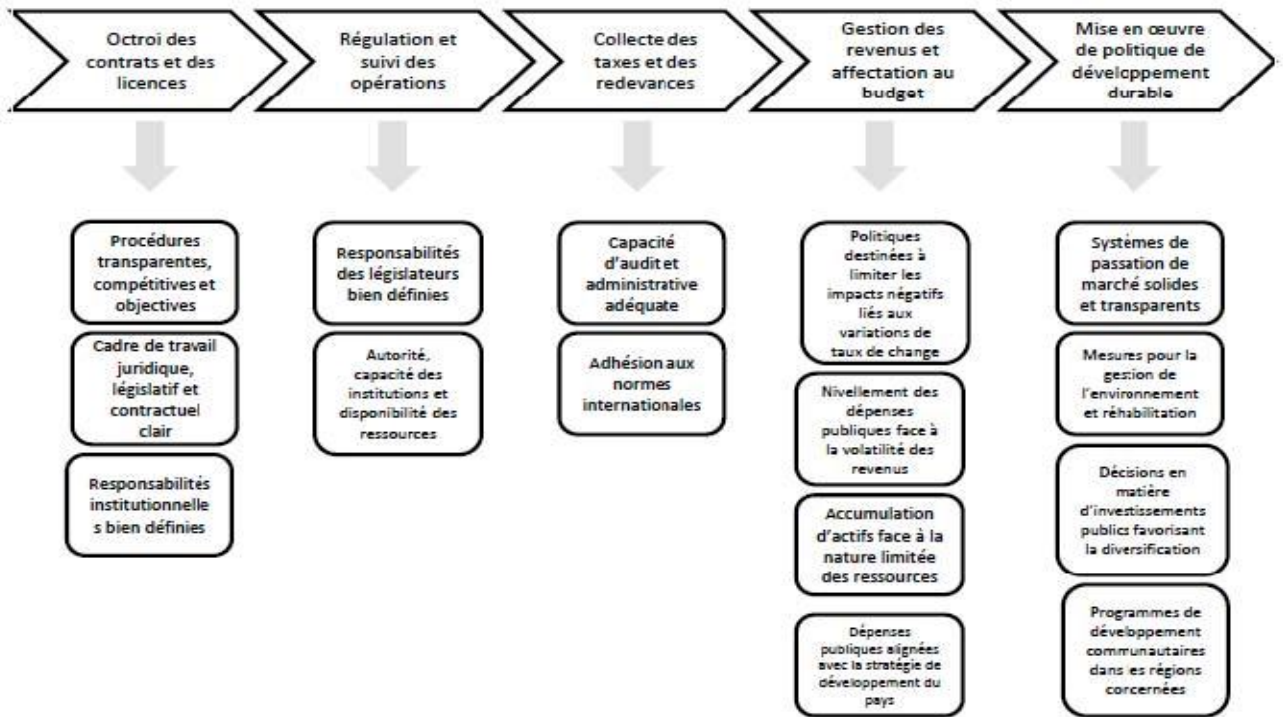 Octroi des
contrats et des
licences
Régulation et
suivi des
opérations
Collecte des
taxes et des
redevances
Gestion des
revenus et
affectation au
budget
Mise en œuvre
de politique de
développement
durable
Procédures
transparentes,
compétitives et
objectives
Cadre de travail
juridique,
législatif et
contractuel
clair
Responsabilités
institutionnelle
s bien définies
Responsabilités
des législateurs
bien définies
Autorité,
capacité des
institutions et
disponibilité des
ressources
Capacité
d'audit et
administrative
adéquate
Adhésion aux
normes
internationales
Politiques
destinées à
limiter les
impacts négatifs
liés aux
variations de
taux de change
Nivellement des
dépenses
publiques face à
la volatilité des
revenus
Accumulation
d'actifs face à la
nature limitée
des ressources
Dépenses
publiques alignées
avec la stratégie de
développement du
pays
Systèmes de
passation de
marché solides
et transparents
Mesures pour la
gestion de
l'environnement
et réhabilitation
Décisions en
matière
d'investissements
publics favorisant
la diversification
Programmes de
développement
communautaires
dans les régions
concernées